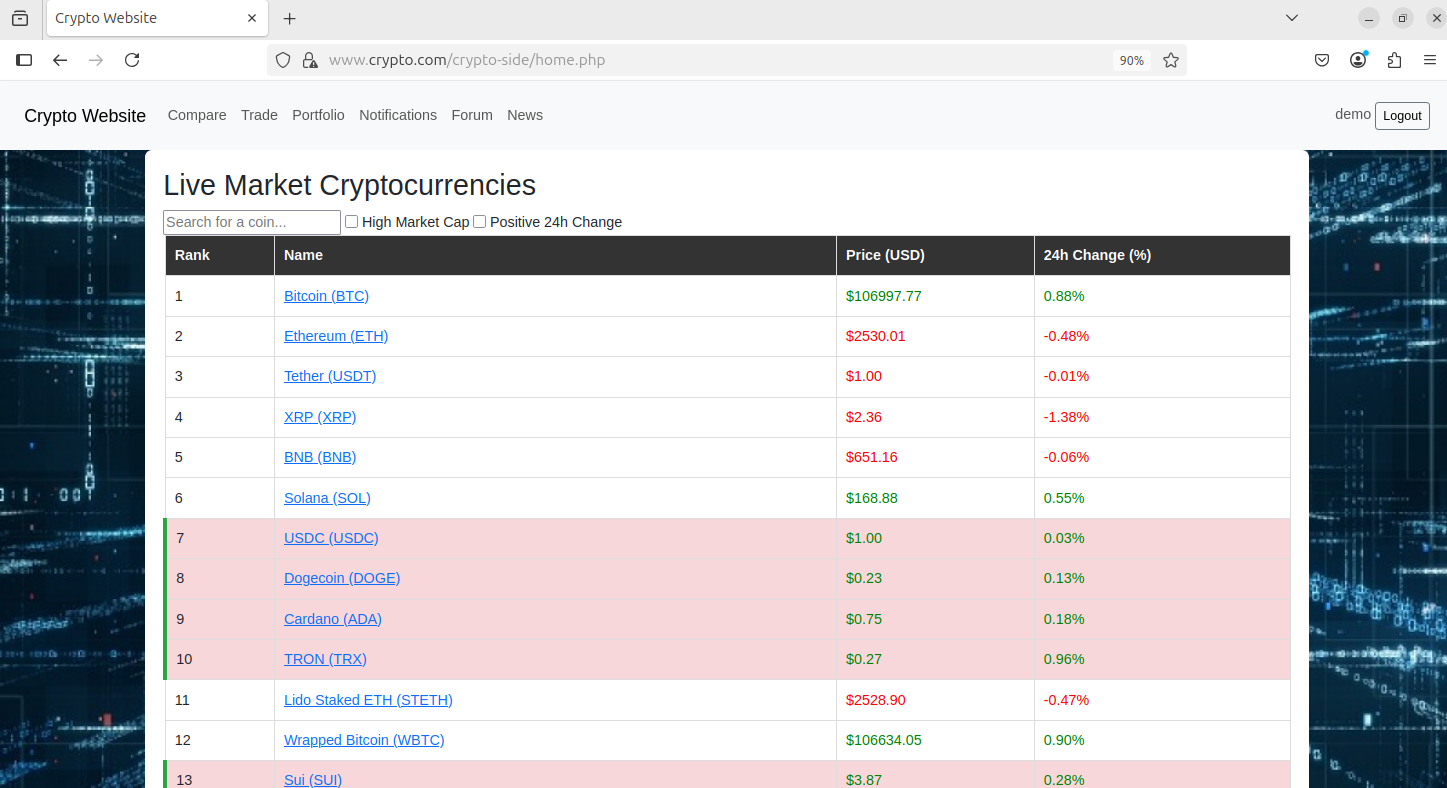 Crypto Website
www.crypto.com/crypto-side/home.php 90%
Crypto Website Compare Trade Portfolio Notifications Forum News demo Logout
Live Market Cryptocurrencies
Search for a coin... High Market Cap Positive 24h Change
Rank Name Price (USD) 24h Change (%)
1 Bitcoin (BTC) $106997.77 0.88%
2 Ethereum (ETH) $2530.01 -0.48%
3 Tether (USDT) $1.00 -0.01%
4 XRP (XRP) $2.36 -1.38%
5 BNB (BNB) $651.16 -0.06%
6 Solana (SOL) $168.88 0.55%
7 USDC (USDC) $1.00 0.03%
8 Dogecoin (DOGE) $0.23 0.13%
9 Cardano (ADA) $0.75 0.18%
10 TRON (TRX) $0.27 0.96%
11 Lido Staked ETH (STETH) $2528.90 -0.47%
12 Wrapped Bitcoin (WBTC) $106634.05 0.90%
13 Sui (SUI) $3.87 0.28%